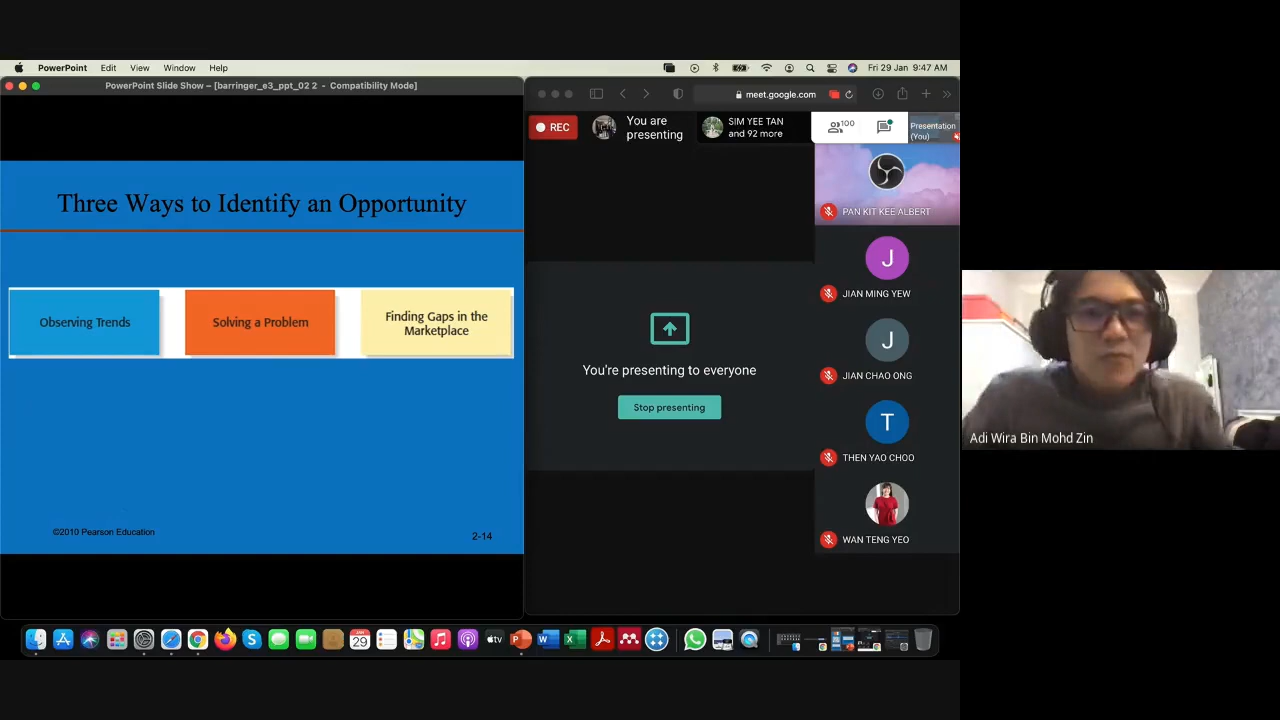 PowerPoint Edit View Window Help
Fri 29 Jan 9:47 AM
PowerPoint Slide Show - [barringer_e3_ppt_02 2 - Compatibility Mode]
meet.google.com
Three Ways to Identify an Opportunity
Observing Trends
Solving a Problem
Finding Gaps in the
Marketplace
©2010 Pearson Education
2-14
REC
You are
presenting
SIM YEE TAN
and 92 more
100
Presentation
(You)
You're presenting to everyone
Stop presenting
PAN KIT KEE ALBERT
J
JIAN MING YEW
J
JIAN CHAO ONG
T
THEN YAO CHOO
WAN TENG YEO
Adi Wira Bin Mohd Zin
JAN
29
tv